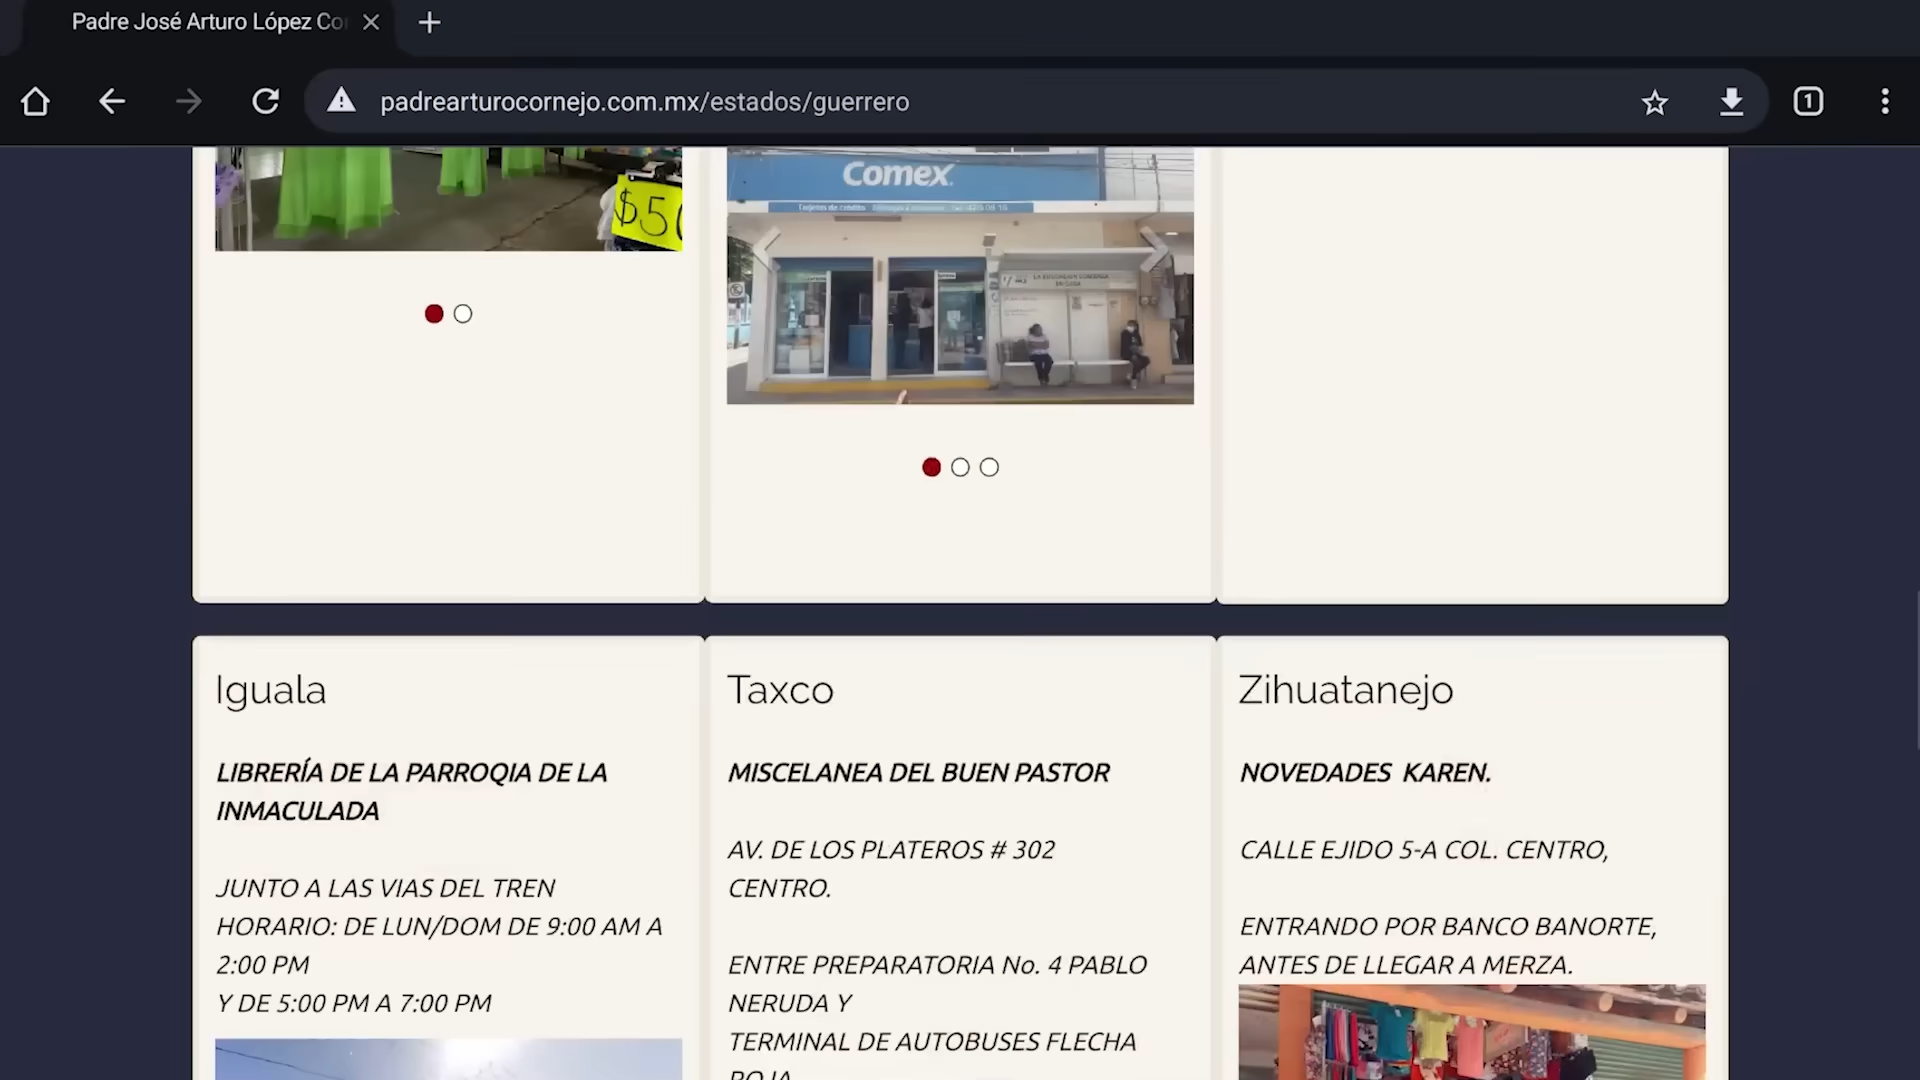 Padre José Arturo López Cor
padrearturocornejo.com.mx/estados/guerrero
1
$50
Comex
Iguala
LIBRERÍA DE LA PARROQIA DE LA
INMACULADA
JUNTO A LAS VIAS DEL TREN
HORARIO: DE LUN/DOM DE 9:00 AM A
2:00 PM
Y DE 5:00 PM A 7:00 PM
Taxco
MISCELANEA DEL BUEN PASTOR
AV. DE LOS PLATEROS # 302
CENTRO.
ENTRE PREPARATORIA No. 4 PABLO
NERUDA Y
TERMINAL DE AUTOBUSES FLECHA
ROJA
Zihuatanejo
NOVEDADES  KAREN.
CALLE EJIDO 5-A COL. CENTRO,
ENTRANDO POR BANCO BANORTE,
ANTES DE LLEGAR A MERZA.